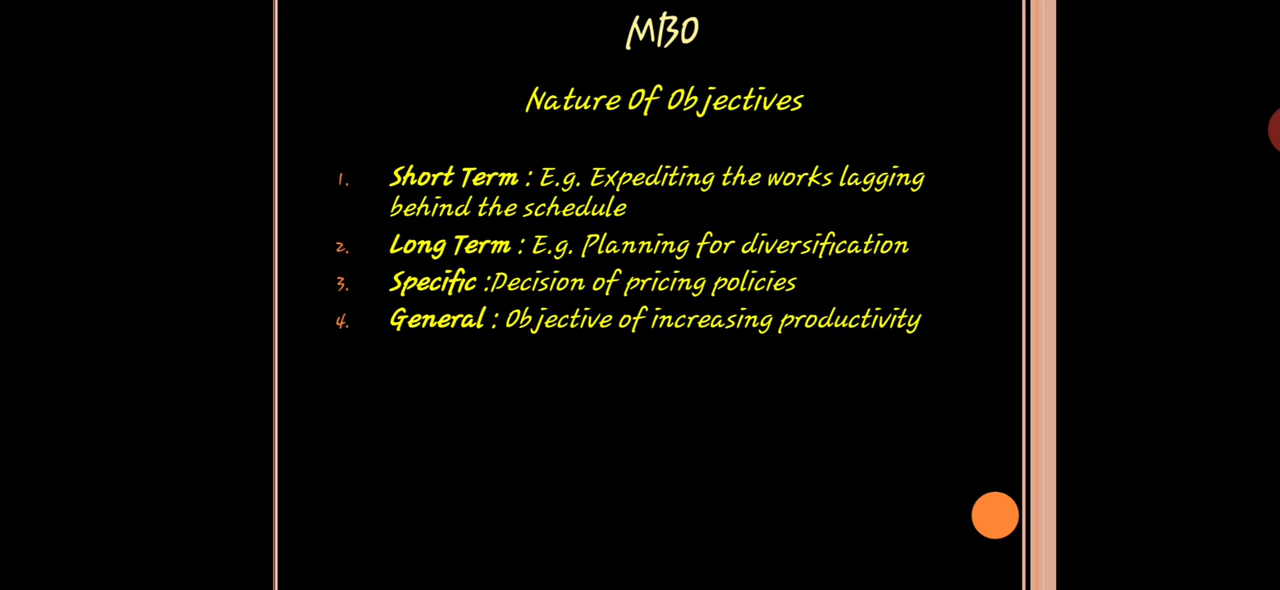 MBO
Nature Of Objectives
1. Short Term : E.g. Expediting the works lagging
behind the schedule
2. Long Term : E.g. Planning for diversification
3. Specific :Decision of pricing policies
4. General : Objective of increasing productivity